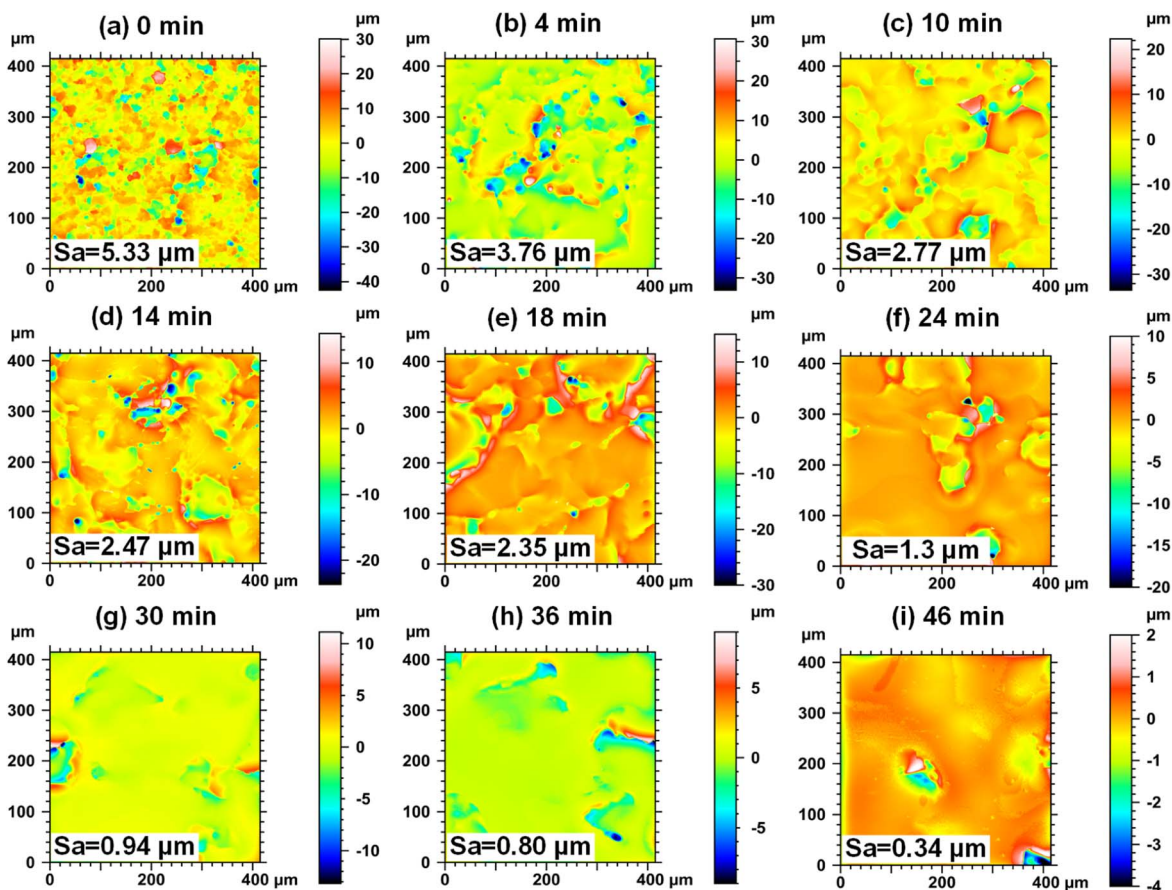 (a) 0 min
(b) 4 min
(c) 10 min
µm
µm
µm
µm
µm
µm
400
300
200
100
0
Sa=5.33 µm
0
200
400 µm
30
20
10
0
-10
-20
-30
-40
400
300
200
100
0
Sa=3.76 µm
0
200
400 µm
30
20
10
0
-10
-20
-30
400
300
200
100
0
Sa=2.77 µm
0
200
400 µm
20
10
0
-10
-20
-30
(d) 14 min
(e) 18 min
(f) 24 min
µm
µm
µm
µm
µm
µm
400
300
200
100
0
Sa=2.47 µm
0
200
400 µm
10
0
-10
-20
400
300
200
100
0
Sa=2.35 µm
0
200
400 µm
10
0
-10
-20
-30
400
300
200
100
0
Sa=1.3 µm
0
200
400 µm
10
5
0
-5
-10
-15
-20
(g) 30 min
(h) 36 min
(i) 46 min
µm
µm
µm
µm
µm
µm
400
300
200
100
0
Sa=0.94 µm
0
200
400 µm
10
5
0
-5
-10
400
300
200
100
0
Sa=0.80 µm
0
200
400 µm
5
0
-5
400
300
200
100
0
Sa=0.34 µm
0
200
400 µm
2
1
0
-1
-2
-3
-4